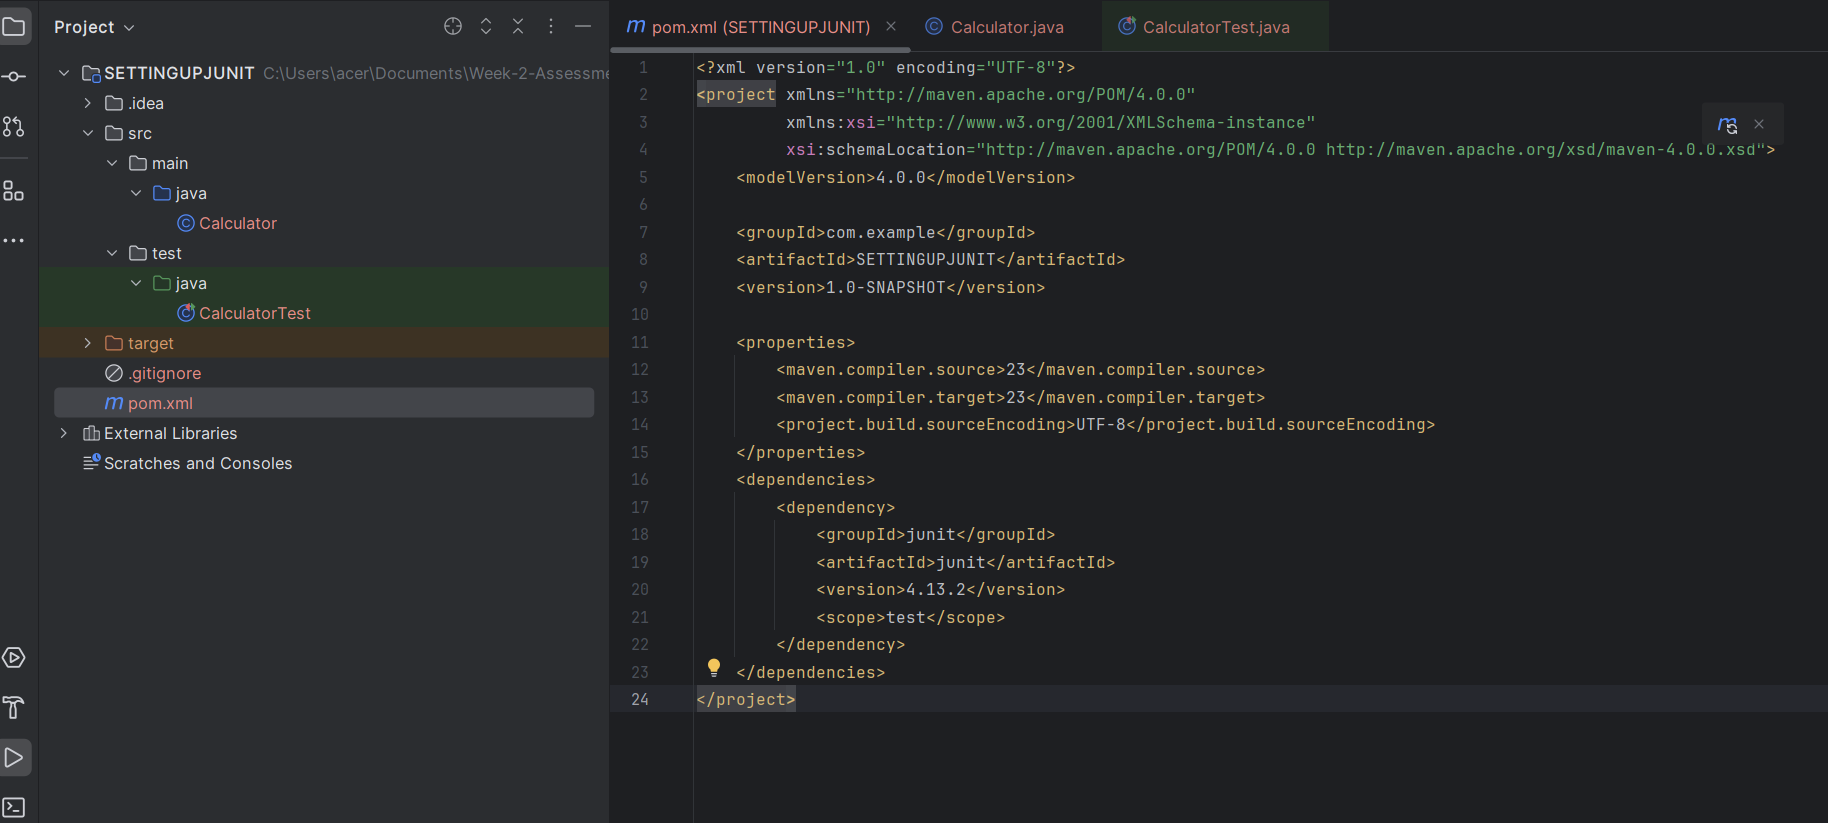 Project
SETTINGUPJUNIT C:\Users\acer\Documents\Week-2-Assessme
.idea
src
main
java
Calculator
test
java
CalculatorTest
target
.gitignore
m pom.xml
External Libraries
Scratches and Consoles
m pom.xml (SETTINGUPJUNIT) Calculator.java CalculatorTest.java
1 <?xml version="1.0" encoding="UTF-8"?>
2 <project xmlns="http://maven.apache.org/POM/4.0.0"
3 xmlns:xsi="http://www.w3.org/2001/XMLSchema-instance"
4 xsi:schemaLocation="http://maven.apache.org/POM/4.0.0 http://maven.apache.org/xsd/maven-4.0.0.xsd">
5 <modelVersion>4.0.0</modelVersion>
6
7 <groupId>com.example</groupId>
8 <artifactId>SETTINGUPJUNIT</artifactId>
9 <version>1.0-SNAPSHOT</version>
10
11 <properties>
12 <maven.compiler.source>23</maven.compiler.source>
13 <maven.compiler.target>23</maven.compiler.target>
14 <project.build.sourceEncoding>UTF-8</project.build.sourceEncoding>
15 </properties>
16 <dependencies>
17 <dependency>
18 <groupId>junit</groupId>
19 <artifactId>junit</artifactId>
20 <version>4.13.2</version>
21 <scope>test</scope>
22 </dependency>
23 </dependencies>
24 </project>